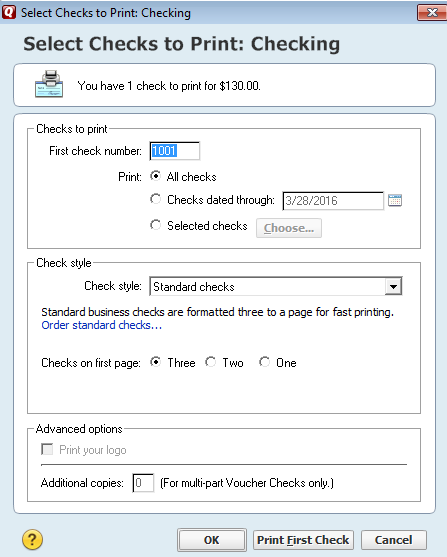 Select Checks to Print: Checking
Select Checks to Print: Checking
You have 1 check to print for $130.00.
Checks to print
First check number: 1001
Print: All checks
Checks dated through: 3/28/2016
Selected checks Choose...
Check style
Check style: Standard checks
Standard business checks are formatted three to a page for fast printing.
Order standard checks...
Checks on first page: Three Two One
Advanced options
Print your logo
Additional copies: 0 (For multi-part Voucher Checks only.)
? OK Print First Check Cancel